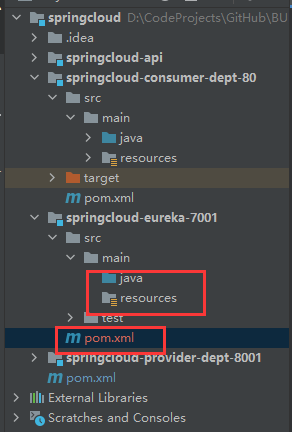 springcloud D:\CodeProjects\GitHub\BU
.idea
springcloud-api
springcloud-consumer-dept-80
src
main
java
resources
target
pom.xml
springcloud-eureka-7001
src
main
java
resources
test
pom.xml
springcloud-provider-dept-8001
pom.xml
External Libraries
Scratches and Consoles